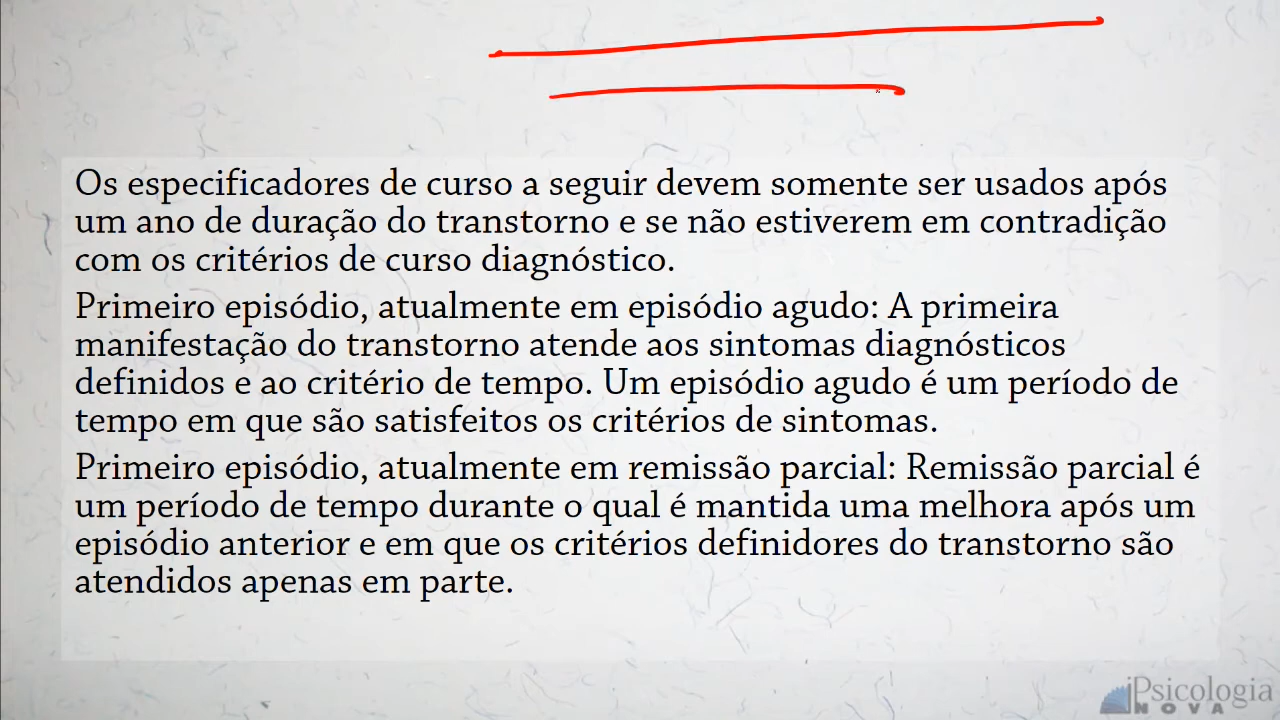 Os especificadores de curso a seguir devem somente ser usados após
um ano de duração do transtorno e se não estiverem em contradição
com os critérios de curso diagnóstico.
Primeiro episódio, atualmente em episódio agudo: A primeira
manifestação do transtorno atende aos sintomas diagnósticos
definidos e ao critério de tempo. Um episódio agudo é um período de
tempo em que são satisfeitos os critérios de sintomas.
Primeiro episódio, atualmente em remissão parcial: Remissão parcial é
um período de tempo durante o qual é mantida uma melhora após um
episódio anterior e em que os critérios definidores do transtorno são
atendidos apenas em parte.
Psicologia
NOVA